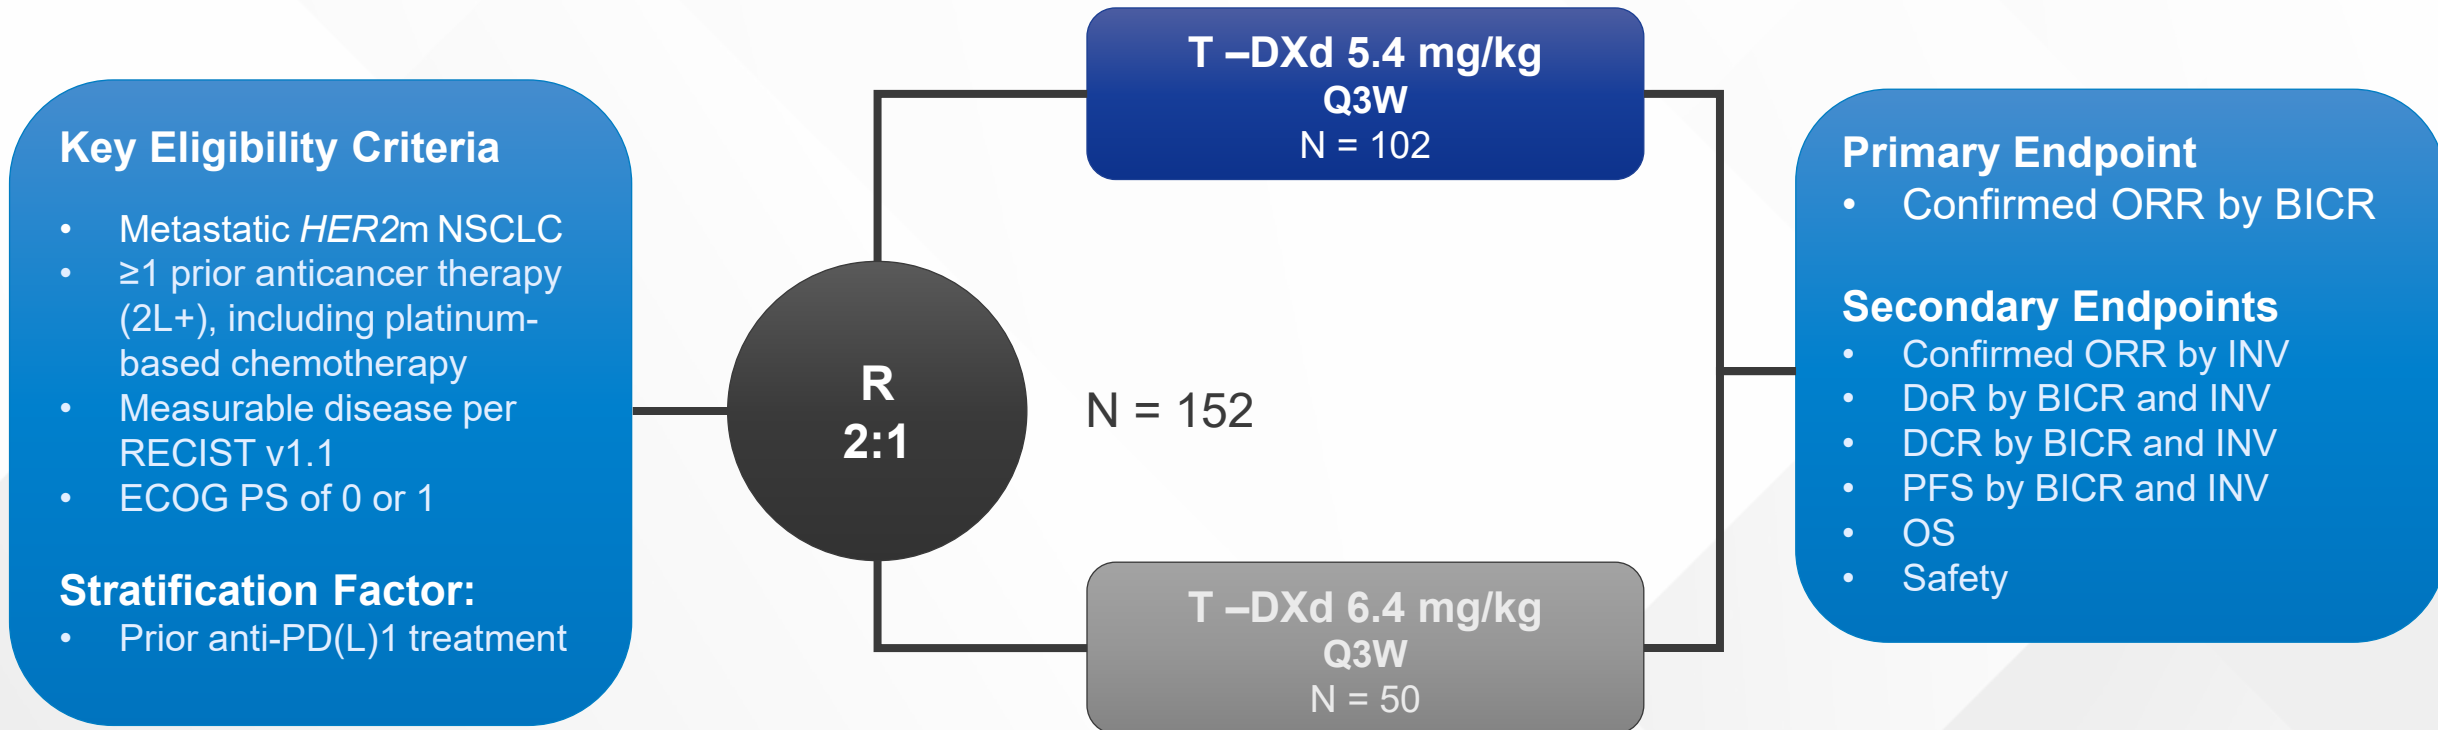 Key Eligibility Criteria
• Metastatic HER2m NSCLC
• ≥1 prior anticancer therapy
(2L+), including platinum-
based chemotherapy
• Measurable disease per
RECIST v1.1
• ECOG PS of 0 or 1
Stratification Factor:
• Prior anti-PD(L)1 treatment
R
2:1
N = 152
T –DXd 5.4 mg/kg
Q3W
N = 102
T –DXd 6.4 mg/kg
Q3W
N = 50
Primary Endpoint
• Confirmed ORR by BICR
Secondary Endpoints
• Confirmed ORR by INV
• DoR by BICR and INV
• DCR by BICR and INV
• PFS by BICR and INV
• OS
• Safety